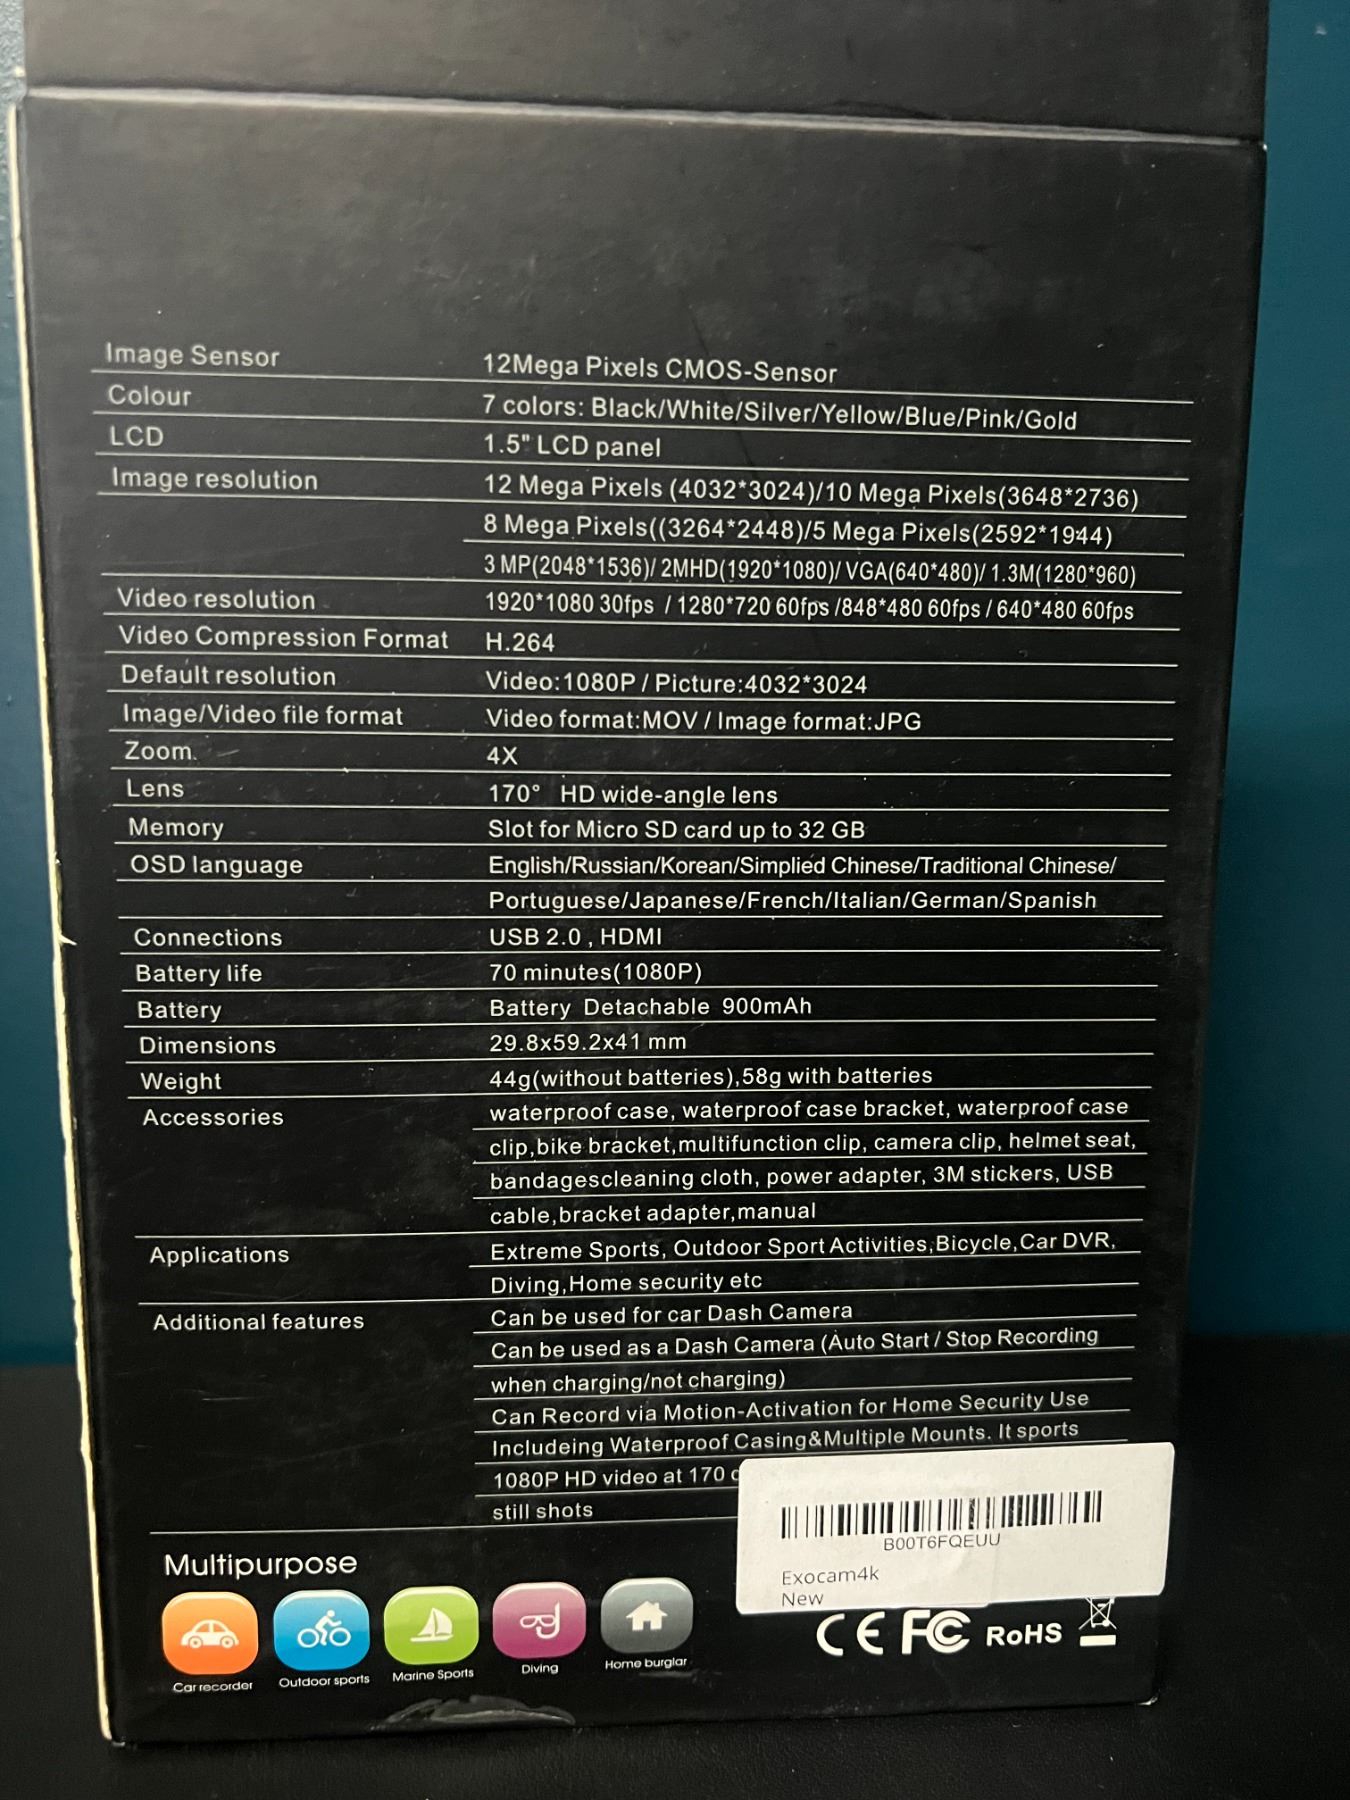 Image Sensor 12Mega Pixels CMOS-Sensor
Colour 7 colors: Black/White/Silver/Yellow/Blue/Pink/Gold
LCD 1.5" LCD panel
Image resolution 12 Mega Pixels (4032*3024)/10 Mega Pixels(3648*2736)
8 Mega Pixels((3264*2448)/5 Mega Pixels(2592*1944)
3 MP(2048*1536)/ 2MHD(1920*1080)/ VGA(640*480)/ 1.3M(1280*960)
Video resolution 1920*1080 30fps / 1280*720 60fps /848*480 60fps / 640*480 60fps
Video Compression Format H.264
Default resolution Video:1080P / Picture:4032*3024
Image/Video file format Video format:MOV / Image format:JPG
Zoom. 4X
Lens 170° HD wide-angle lens
Memory Slot for Micro SD card up to 32 GB
OSD language English/Russian/Korean/Simplied Chinese/Traditional Chinese/
Portuguese/Japanese/French/Italian/German/Spanish
Connections USB 2.0 , HDMI
Battery life 70 minutes(1080P)
Battery Battery Detachable 900mAh
Dimensions 29.8x59.2x41 mm
Weight 44g(without batteries),58g with batteries
Accessories waterproof case, waterproof case bracket, waterproof case
clip,bike bracket,multifunction clip, camera clip, helmet seat,
bandagescleaning cloth, power adapter, 3M stickers, USB
cable,bracket adapter,manual
Applications Extreme Sports, Outdoor Sport Activities,Bicycle,Car DVR,
Diving,Home security etc
Additional features Can be used for car Dash Camera
Can be used as a Dash Camera (Auto Start / Stop Recording
when charging/not charging)
Can Record via Motion-Activation for Home Security Use
Includeing Waterproof Casing&Multiple Mounts. It sports
1080P HD video at 170
still shots
B00T6FQEUU
Exocam4k
New
Multipurpose
Car recorder Outdoor sports Marine Sports Diving Home burglar
CE FC RoHS